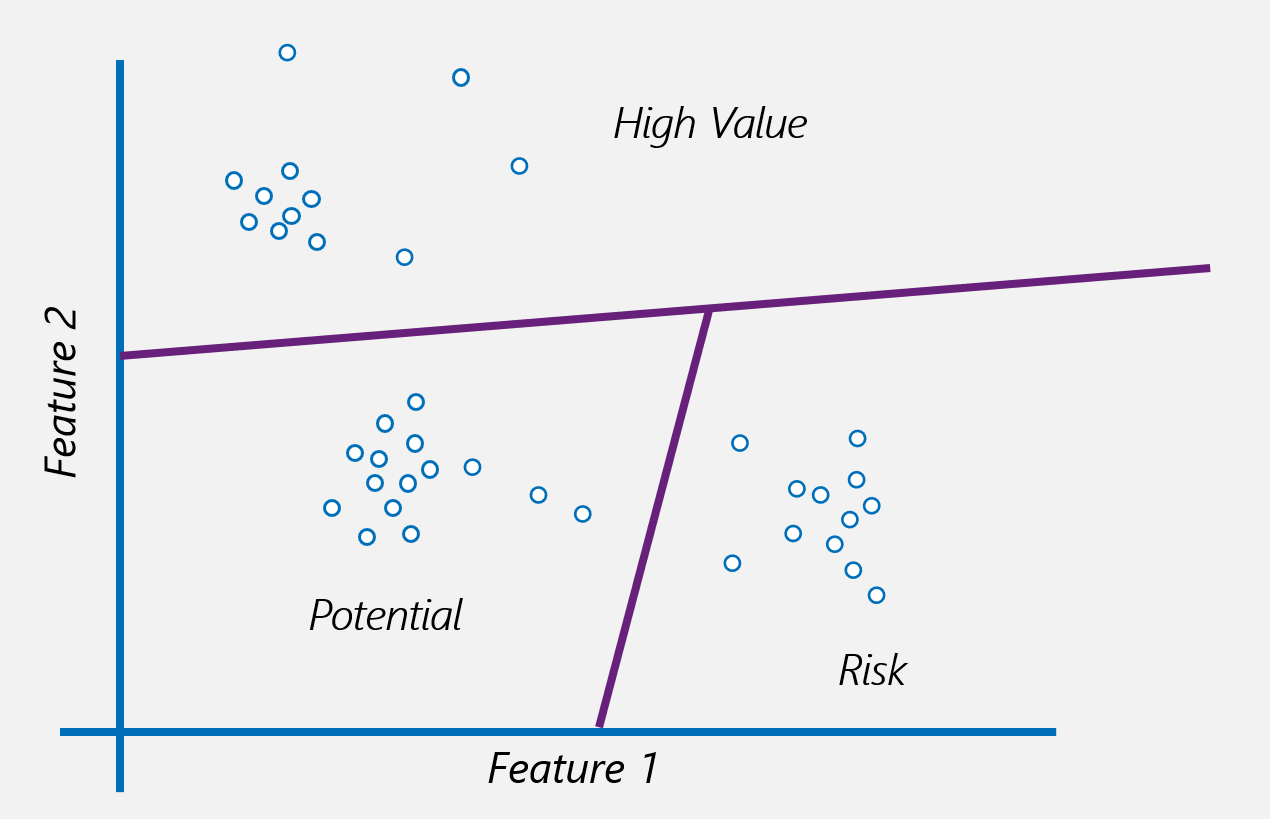 High Value
Feature 2
Potential
Risk
Feature 1